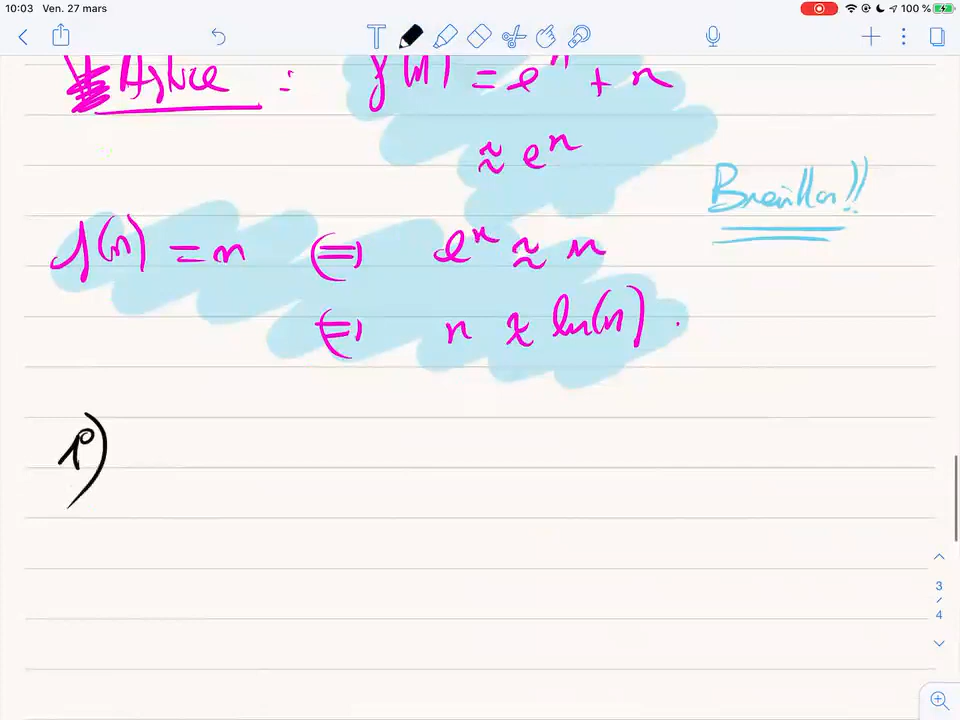 10:03 Ven. 27 mars
100 %
Astuce : f(x) = e^x + x
≈ e^x
Brouillon!!
f(x) = n ⇔ e^x ≈ n
⇔ x ≈ ln(n).
1°)
3
/
4